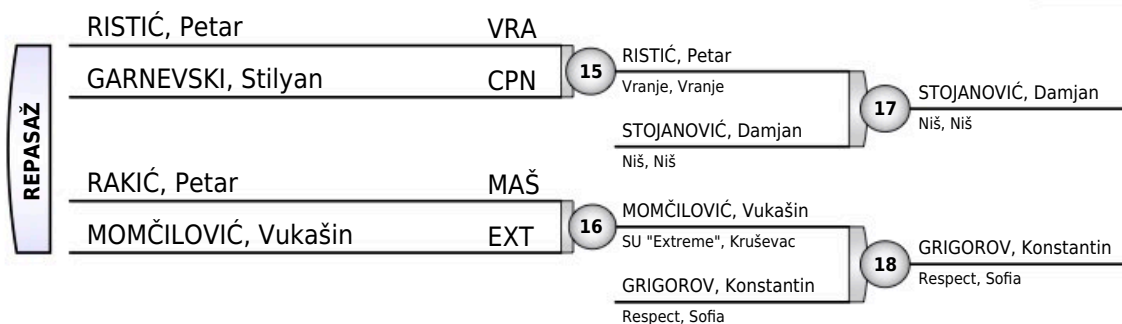 REPASAŽ
RISTIĆ, Petar VRA
GARNEVSKI, Stilyan CPN
15
RISTIĆ, Petar
Vranje, Vranje
STOJANOVIĆ, Damjan
Niš, Niš
17
STOJANOVIĆ, Damjan
Niš, Niš
RAKIĆ, Petar MAŠ
MOMČILOVIĆ, Vukašin EXT
16
MOMČILOVIĆ, Vukašin
SU "Extreme", Kruševac
GRIGOROV, Konstantin
Respect, Sofia
18
GRIGOROV, Konstantin
Respect, Sofia